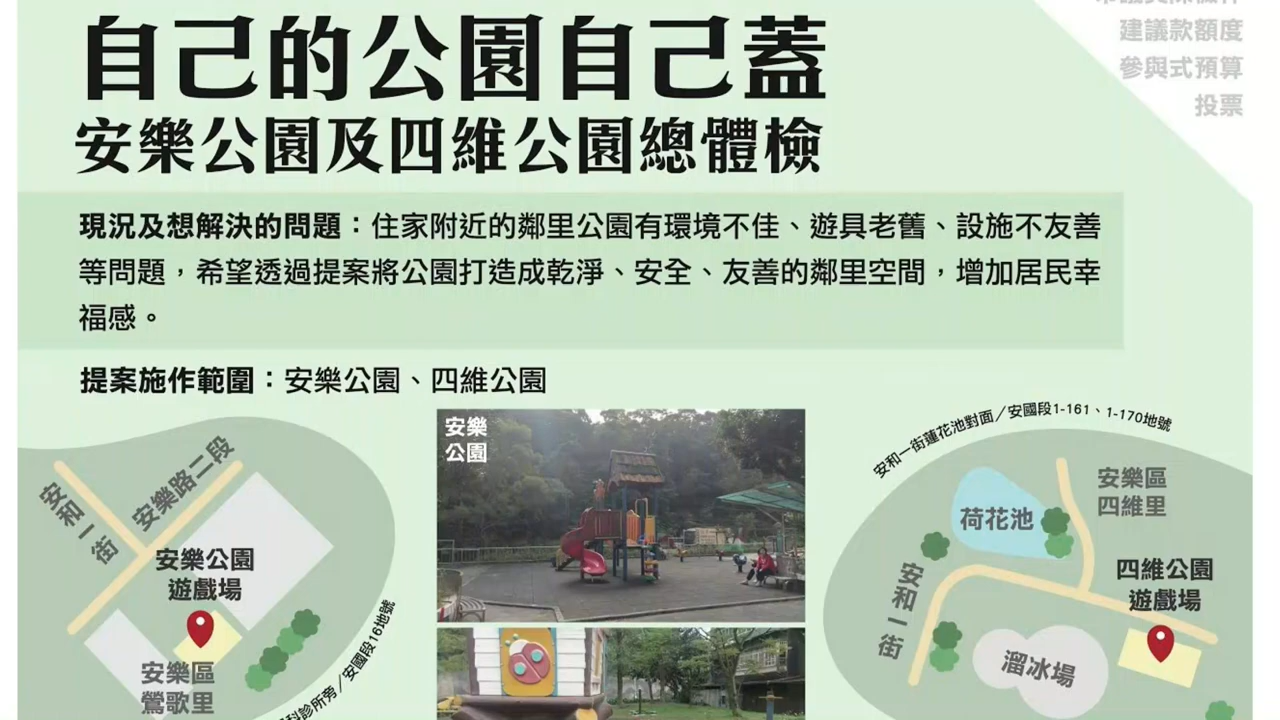 建議款額度
參與式預算
投票
自己的公園自己蓋
安樂公園及四維公園總體檢
現況及想解決的問題：住家附近的鄰里公園有環境不佳、遊具老舊、設施不友善
等問題，希望透過提案將公園打造成乾淨、安全、友善的鄰里空間，增加居民幸
福感。
提案施作範圍：安樂公園、四維公園
安和一街
安樂路二段
安樂公園
遊戲場
安樂區
鶯歌里
科診所旁／安國段16地號
安樂
公園
安和一街蓮花池對面／安國段1-161、1-170地號
荷花池
安樂區
四維里
四維公園
遊戲場
安和一街
溜冰場